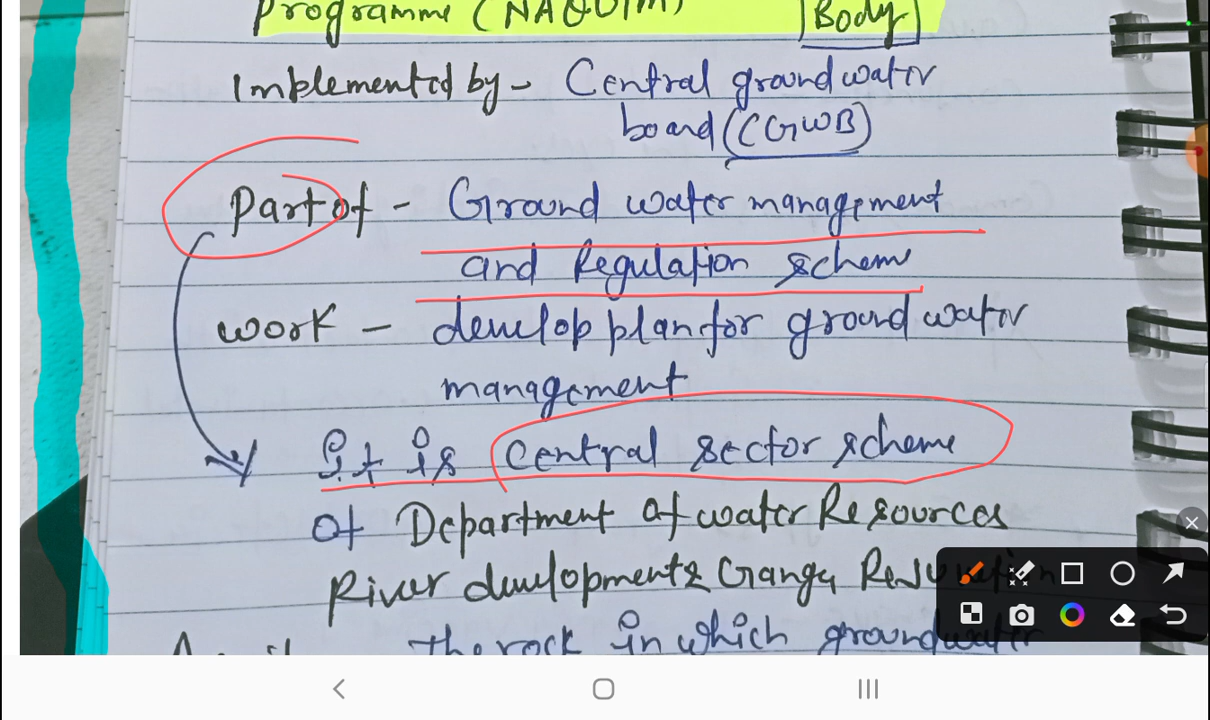 Programme (NAQUIM) Body
Implemented by - Central ground water
board (CGWB)
Part of - Ground water management
and Regulation scheme
work - develop plan for ground water
management
It is central sector scheme
of Department of water Resources
River development & Ganga
the rock in which groundwater